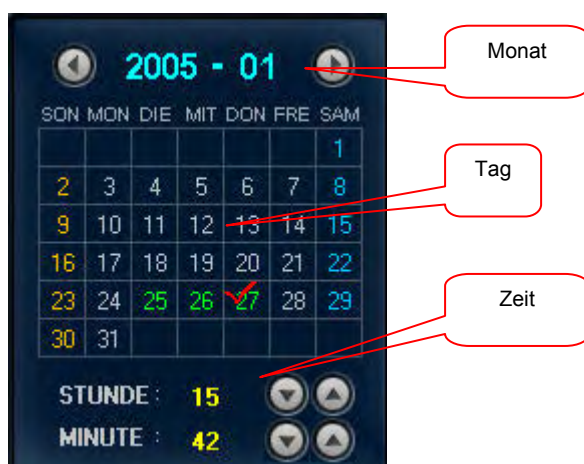 2005 - 01
Monat
SON MON DIE MIT DON FRE SAM
1
2 3 4 5 6 7 8
Tag
9 10 11 12 13 14 15
16 17 18 19 20 21 22
23 24 25 26 27 28 29
Zeit
30 31
STUNDE : 15
MINUTE : 42